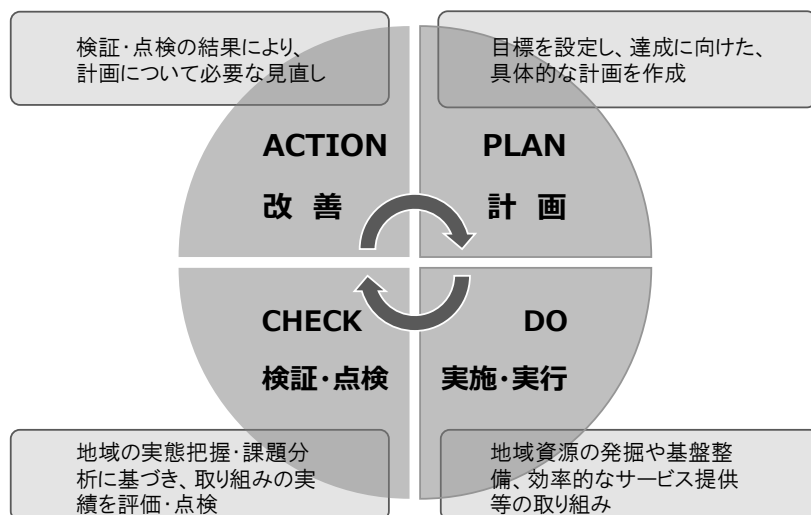 検証・点検の結果により、
計画について必要な見直し
目標を設定し、達成に向けた、
具体的な計画を作成
ACTION
改 善
PLAN
計 画
CHECK
検証・点検
DO
実施・実行
地域の実態把握・課題分
析に基づき、取り組みの実
績を評価・点検
地域資源の発掘や基盤整
備、効率的なサービス提供
等の取り組み